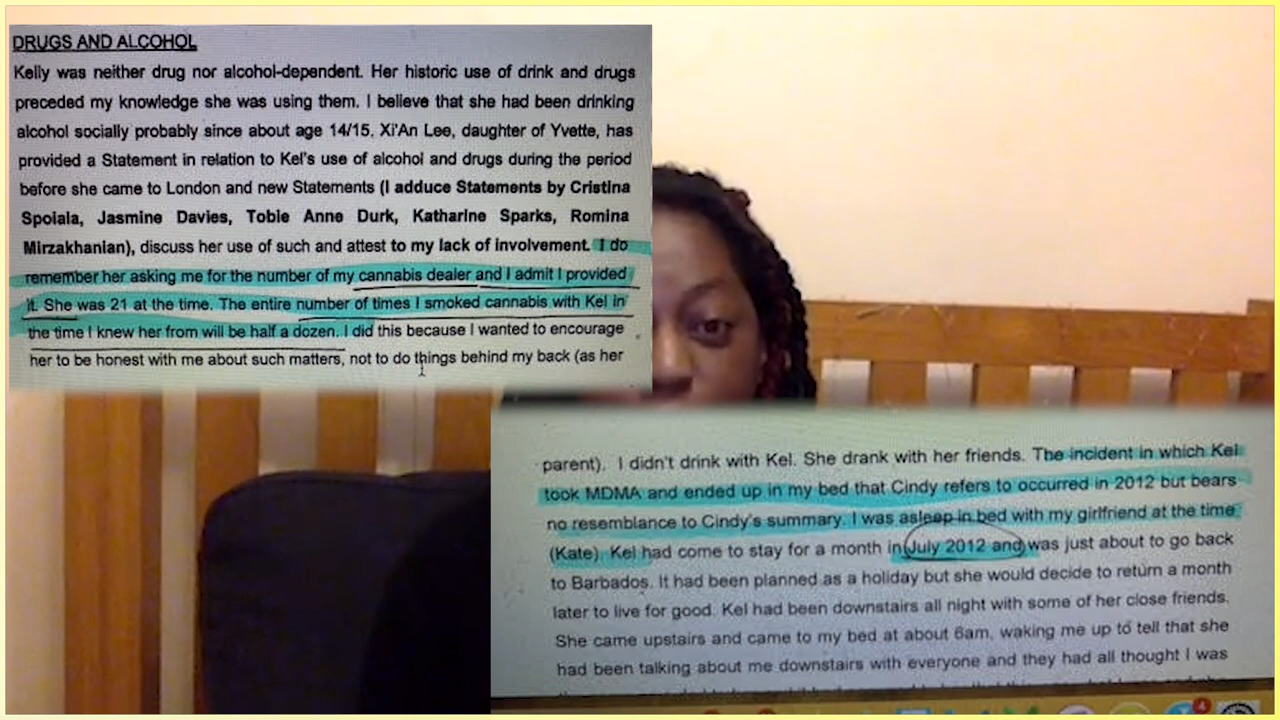 DRUGS AND ALCOHOL
Kelly was neither drug nor alcohol-dependent. Her historic use of drink and drugs
preceded my knowledge she was using them. I believe that she had been drinking
alcohol socially probably since about age 14/15. Xi'An Lee, daughter of Yvette, has
provided a Statement in relation to Kel's use of alcohol and drugs during the period
before she came to London and new Statements (I adduce Statements by Cristina
Spoiala, Jasmine Davies, Tobie Anne Durk, Katharine Sparks, Romina
Mirzakhanian), discuss her use of such and attest to my lack of involvement. I do
remember her asking me for the number of my cannabis dealer and I admit I provided
it. She was 21 at the time. The entire number of times I smoked cannabis with Kel in
the time I knew her from will be half a dozen. I did this because I wanted to encourage
her to be honest with me about such matters, not to do things behind my back (as her
parent). I didn't drink with Kel. She drank with her friends. The incident in which Kel
took MDMA and ended up in my bed that Cindy refers to occurred in 2012 but bears
no resemblance to Cindy's summary. I was asleep in bed with my girlfriend at the time
(Kate). Kel had come to stay for a month in July 2012 and was just about to go back
to Barbados. It had been planned as a holiday but she would decide to return a month
later to live for good. Kel had been downstairs all night with some of her close friends.
She came upstairs and came to my bed at about 6am, waking me up to tell that she
had been talking about me downstairs with everyone and they had all thought I was
4